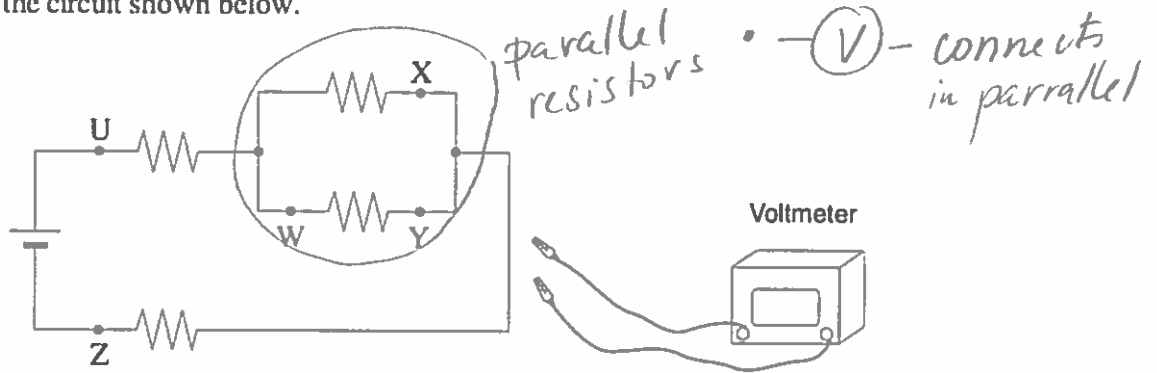 the circuit shown below.
parallel
resistors
• –(V)– connects
in parrallel
X
U
W
Y
Z
Voltmeter